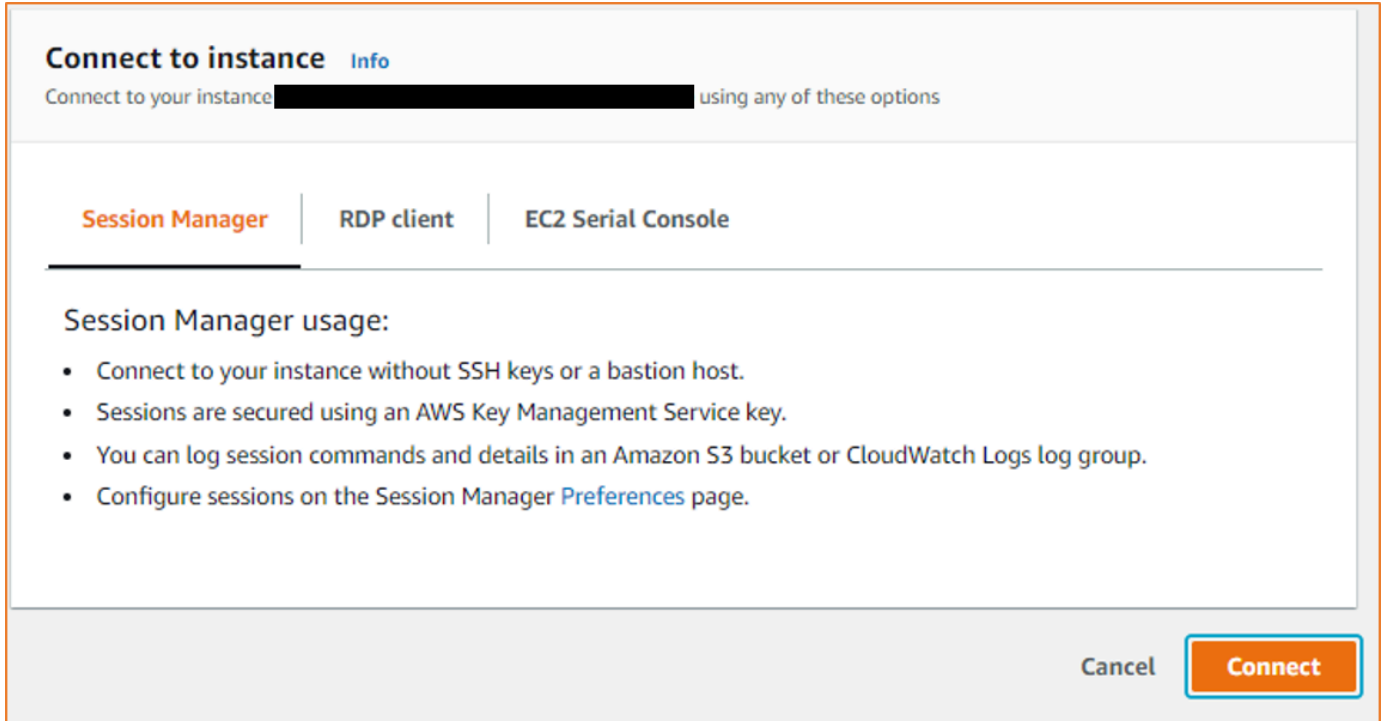 Connect to instance Info
Connect to your instance using any of these options
Session Manager RDP client EC2 Serial Console
Session Manager usage:
• Connect to your instance without SSH keys or a bastion host.
• Sessions are secured using an AWS Key Management Service key.
• You can log session commands and details in an Amazon S3 bucket or CloudWatch Logs log group.
• Configure sessions on the Session Manager Preferences page.
Cancel Connect